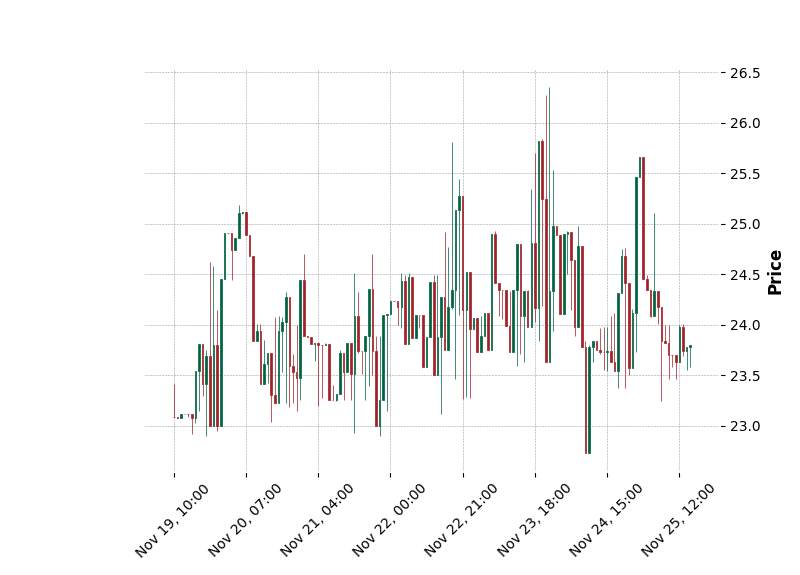 26.5
26.0
25.5
25.0
24.5
24.0
23.5
23.0
Price
Nov 19, 10:00
Nov 20, 07:00
Nov 21, 04:00
Nov 22, 00:00
Nov 22, 21:00
Nov 23, 18:00
Nov 24, 15:00
Nov 25, 12:00